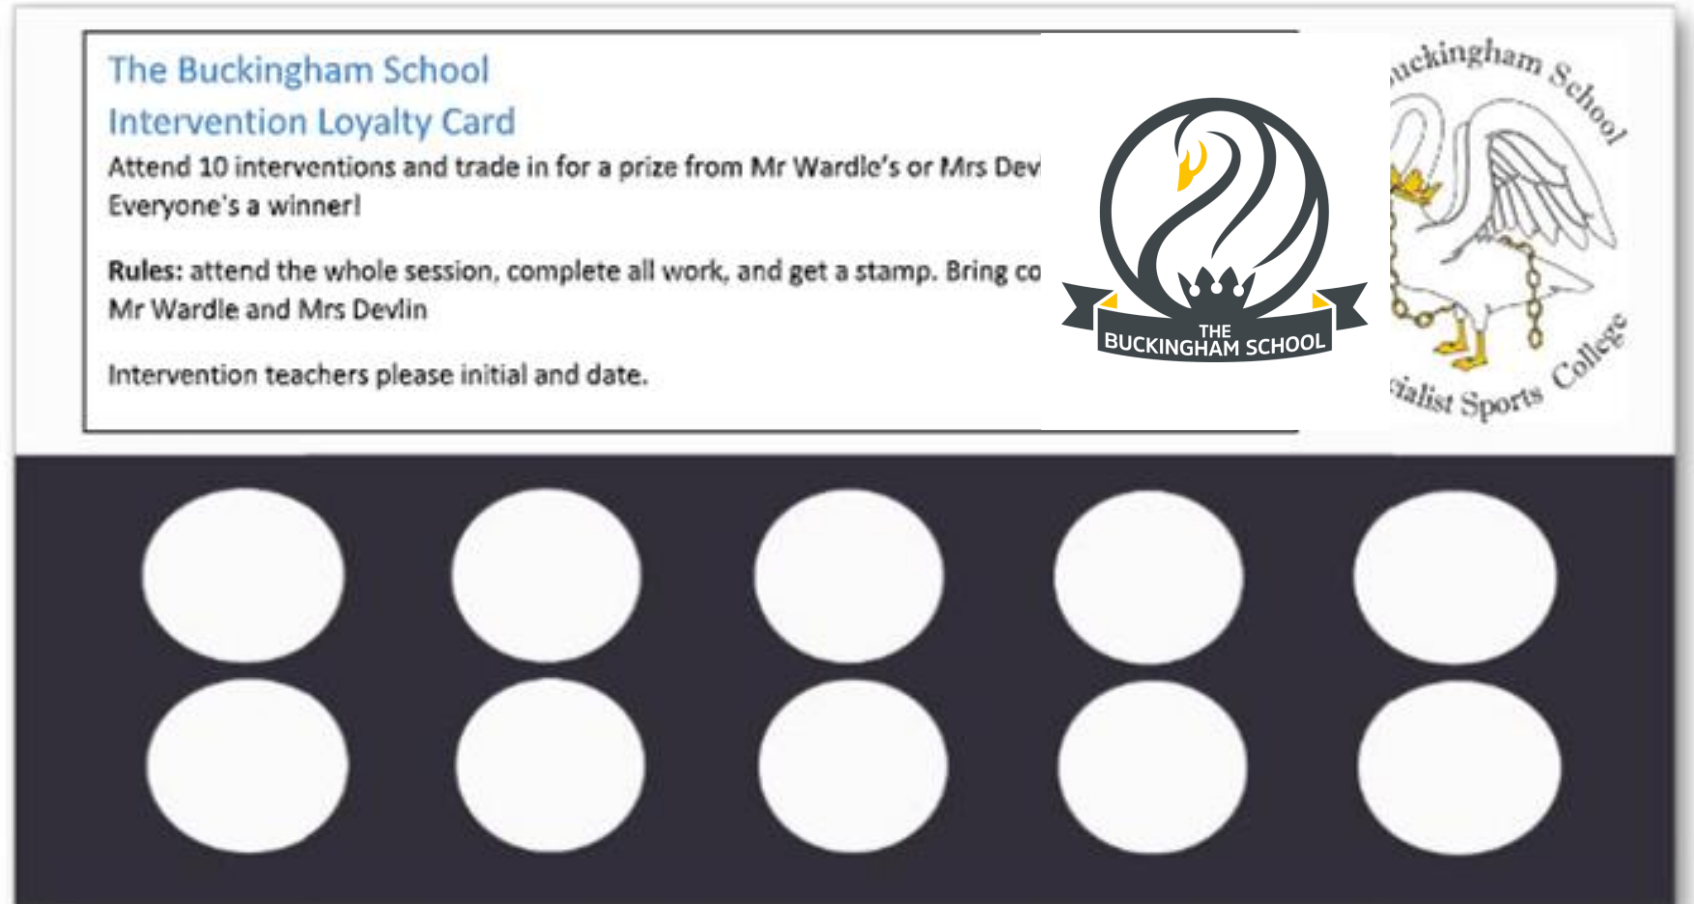 The Buckingham School
Intervention Loyalty Card
Attend 10 interventions and trade in for a prize from Mr Wardle's or Mrs Dev
Everyone's a winner!
Rules: attend the whole session, complete all work, and get a stamp. Bring co
Mr Wardle and Mrs Devlin
Intervention teachers please initial and date.
THE
BUCKINGHAM SCHOOL
uckingham School
cialist Sports College